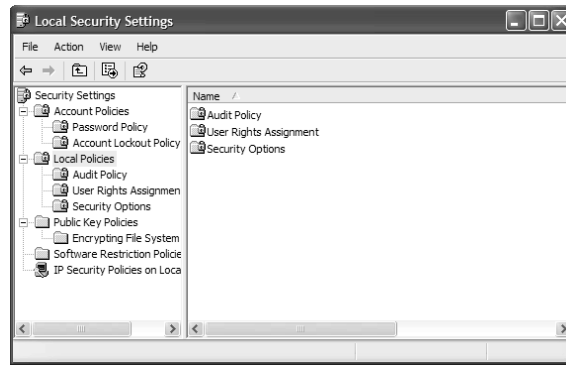 Local Security Settings
File Action View Help
Security Settings
Account Policies
Password Policy
Account Lockout Policy
Local Policies
Audit Policy
User Rights Assignmen
Security Options
Public Key Policies
Encrypting File System
Software Restriction Policie
IP Security Policies on Loca
Name
Audit Policy
User Rights Assignment
Security Options